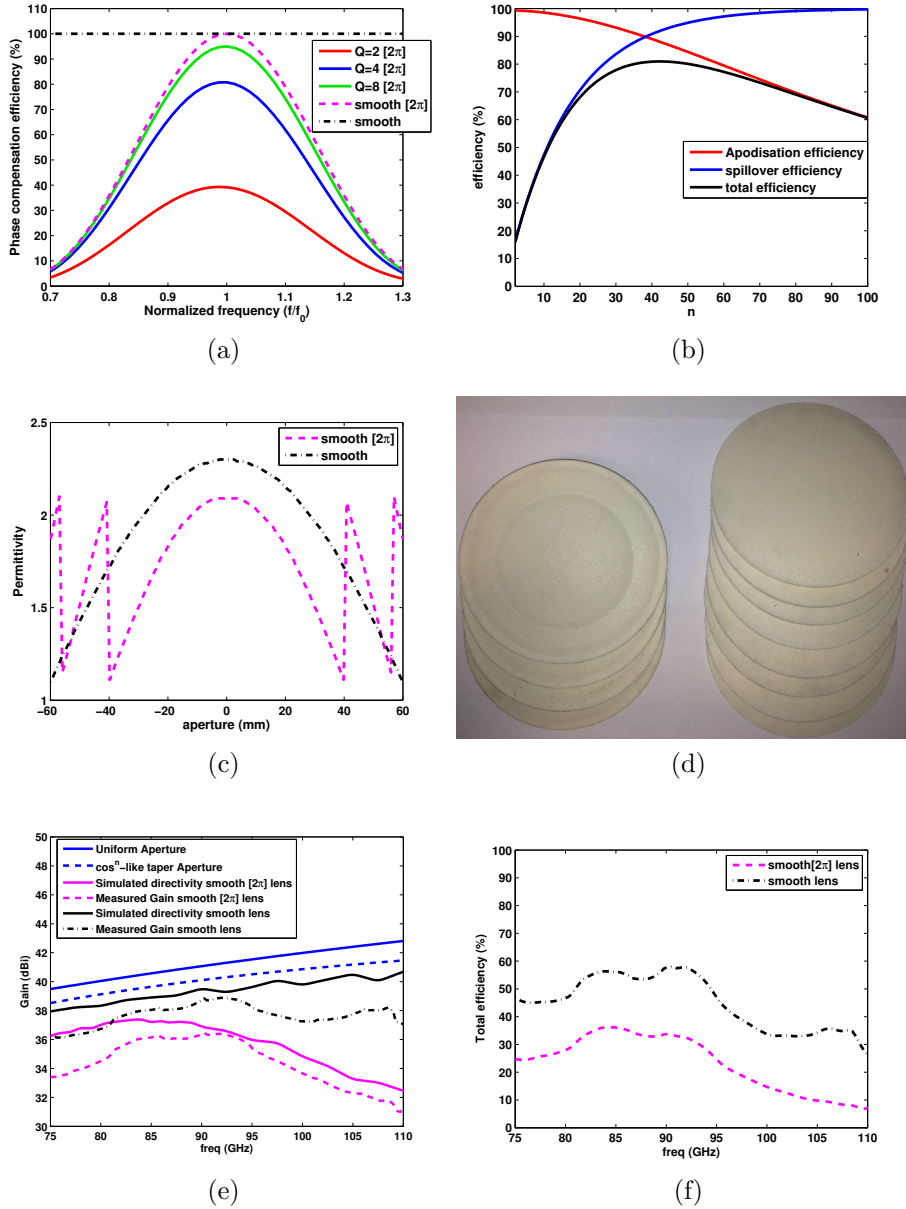 100
90
80
70
60
50
40
30
20
10
0
Phase compensation efficiency (%)
Q=2 [2π]
Q=4 [2π]
Q=8 [2π]
smooth [2π]
smooth
0.7 0.8 0.9 1 1.1 1.2 1.3
Normalized frequency (f/f0)
(a)
100
90
80
70
60
50
40
30
20
10
0
efficiency (%)
Apodisation efficiency
spillover efficiency
total efficiency
10 20 30 40 50 60 70 80 90 100
n
(b)
2.5
2
1.5
1
Permittivity
smooth [2π]
smooth
−60 −40 −20 0 20 40 60
aperture (mm)
(c)
(d)
50
48
46
44
42
40
38
36
34
32
30
Gain (dBi)
Uniform Aperture
cosⁿ−like taper Aperture
Simulated directivity smooth [2π] lens
Measured Gain smooth [2π] lens
Simulated directivity smooth lens
Measured Gain smooth lens
75 80 85 90 95 100 105 110
freq (GHz)
(e)
100
90
80
70
60
50
40
30
20
10
0
Total efficiency (%)
smooth[2π] lens
smooth lens
75 80 85 90 95 100 105 110
freq (GHz)
(f)